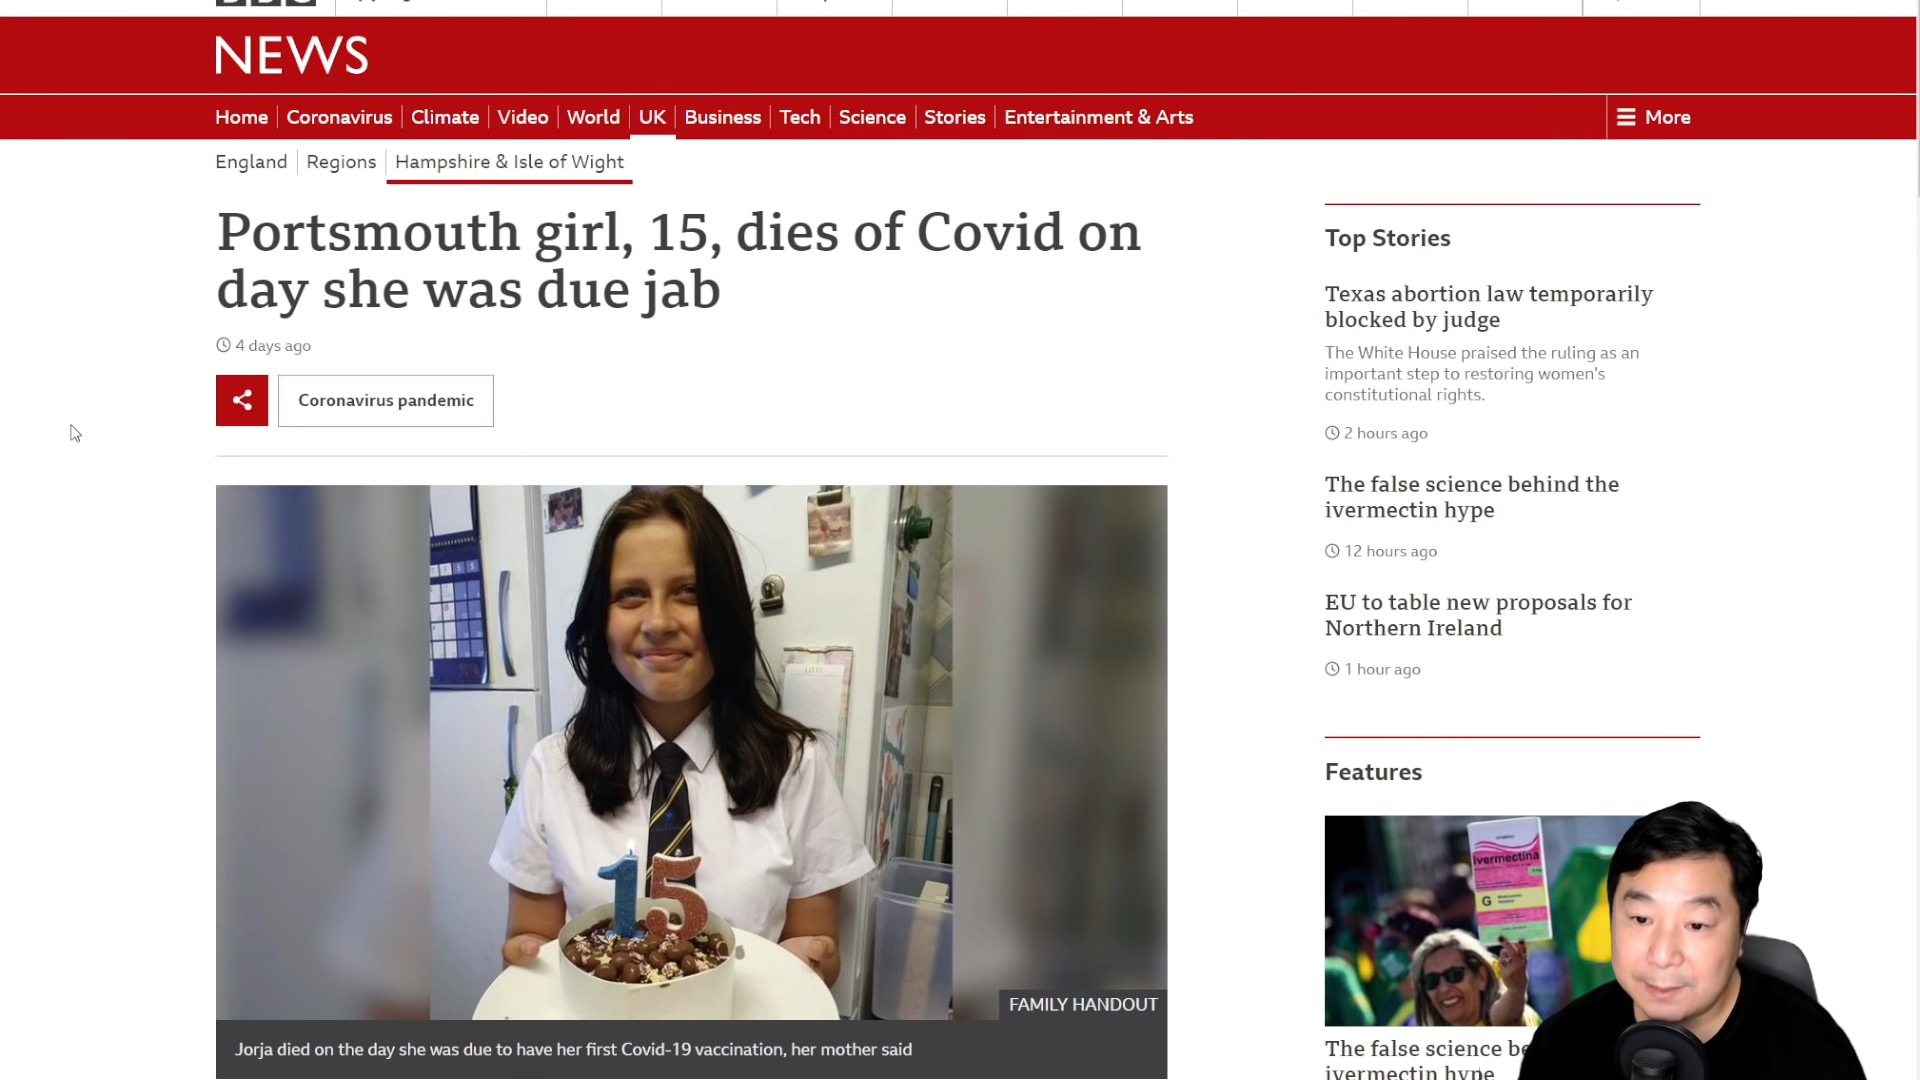 NEWS
Home
Coronavirus
Climate
Video
World
UK
Business
Tech
Science
Stories
Entertainment & Arts
More
England
Regions
Hampshire & Isle of Wight
Portsmouth girl, 15, dies of Covid on
day she was due jab
4 days ago
Coronavirus pandemic
15
FAMILY HANDOUT
Jorja died on the day she was due to have her first Covid-19 vaccination, her mother said
Top Stories
Texas abortion law temporarily
blocked by judge
The White House praised the ruling as an
important step to restoring women's
constitutional rights.
2 hours ago
The false science behind the
ivermectin hype
12 hours ago
EU to table new proposals for
Northern Ireland
1 hour ago
Features
Ivermectina
G
The false science be
ivermectin hype